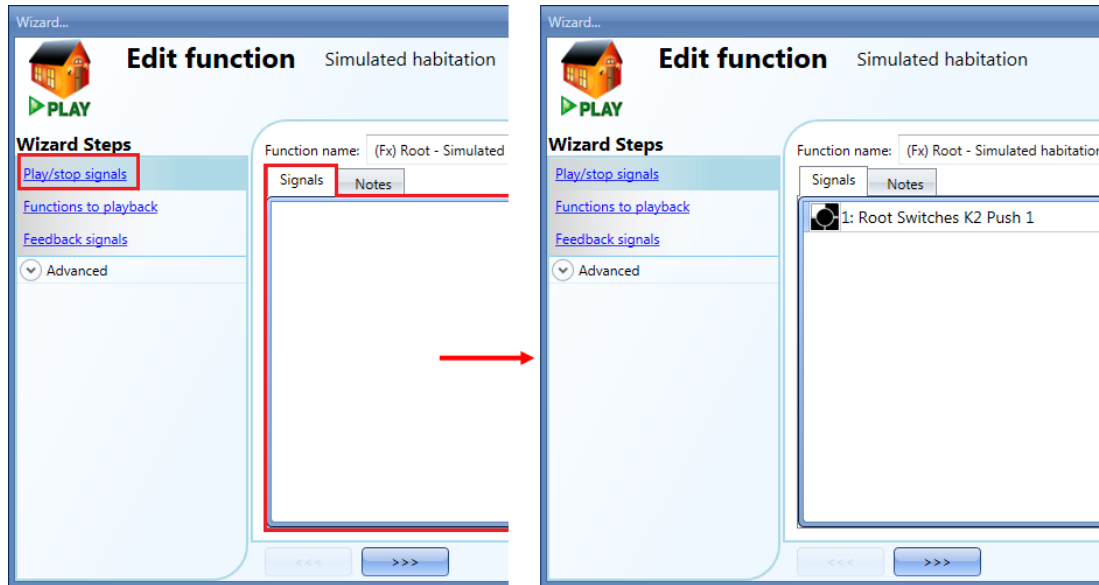 Wizard...
Edit function Simulated habitation
PLAY
Wizard Steps
Play/stop signals
Functions to playback
Feedback signals
Advanced
Function name: (Fx) Root - Simulated
Signals Notes
<<< >>>
Wizard...
Edit function Simulated habitation
PLAY
Wizard Steps
Play/stop signals
Functions to playback
Feedback signals
Advanced
Function name: (Fx) Root - Simulated habitation
Signals Notes
1: Root Switches K2 Push 1
<<< >>>